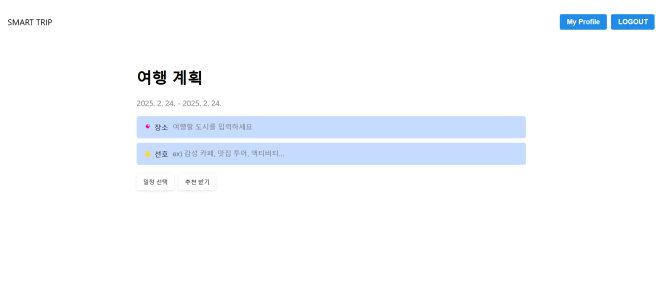 SMART TRIP
My Profile
LOGOUT
여행 계획
2025. 2. 24. - 2025. 2. 24.
장소 여행할 도시를 입력하세요
선호 ex) 감성 카페, 맛집 투어, 액티비티...
일정 선택
추천 받기